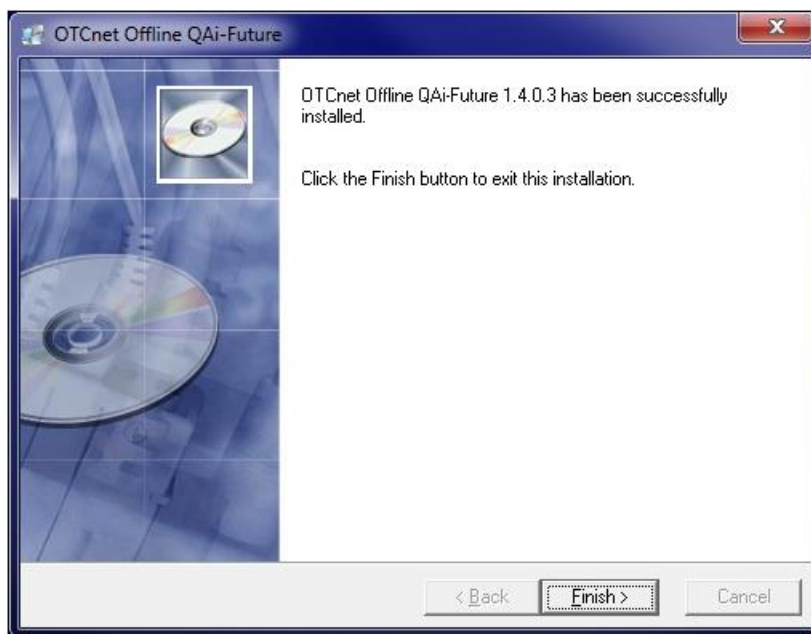 OTCnet Offline QAi-Future
OTCnet Offline QAi-Future 1.4.0.3 has been successfully
installed.
Click the Finish button to exit this installation.
< Back
Finish >
Cancel